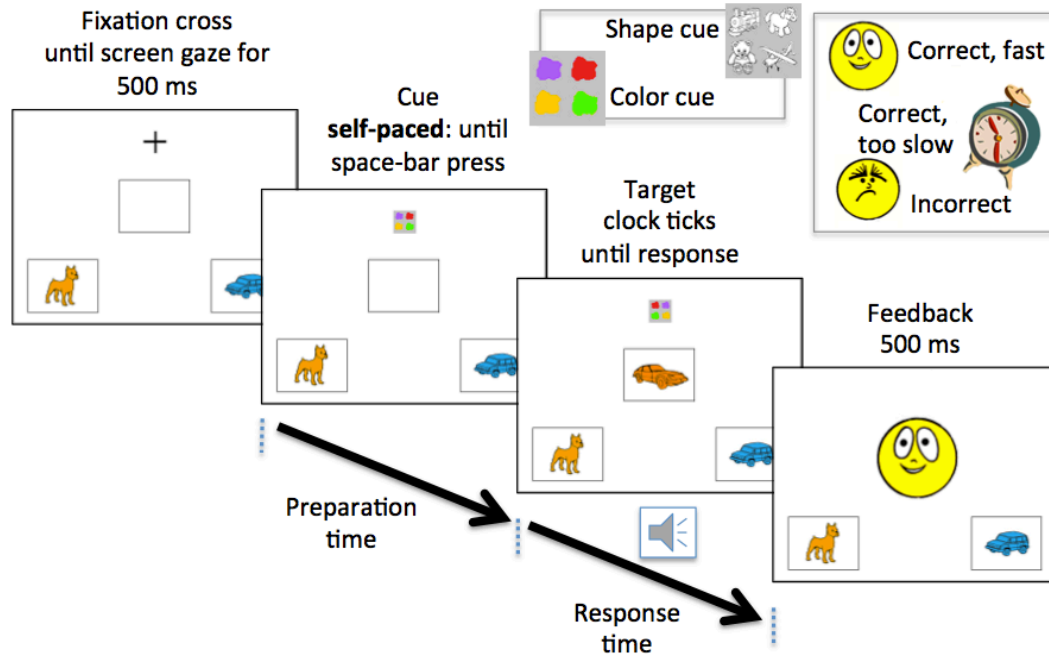 Fixation cross
until screen gaze for
500 ms
Cue
self-paced: until
space-bar press
Shape cue
Color cue
Correct, fast
Correct,
too slow
Incorrect
Target
clock ticks
until response
Feedback
500 ms
Preparation
time
Response
time